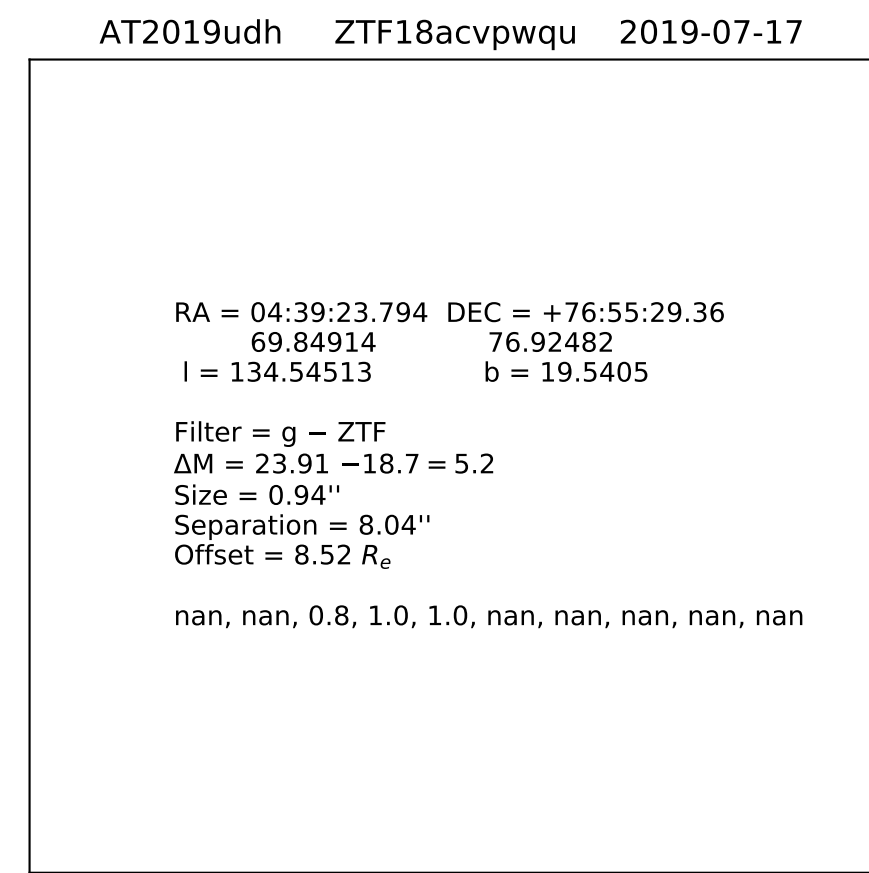 AT2019udh ZTF18acvpwqu 2019-07-17
RA = 04:39:23.794 DEC = +76:55:29.36
69.84914 76.92482
l = 134.54513 b = 19.5405
Filter = g − ZTF
ΔM = 23.91 −18.7 = 5.2
Size = 0.94''
Separation = 8.04''
Offset = 8.52 Rₑ
nan, nan, 0.8, 1.0, 1.0, nan, nan, nan, nan, nan